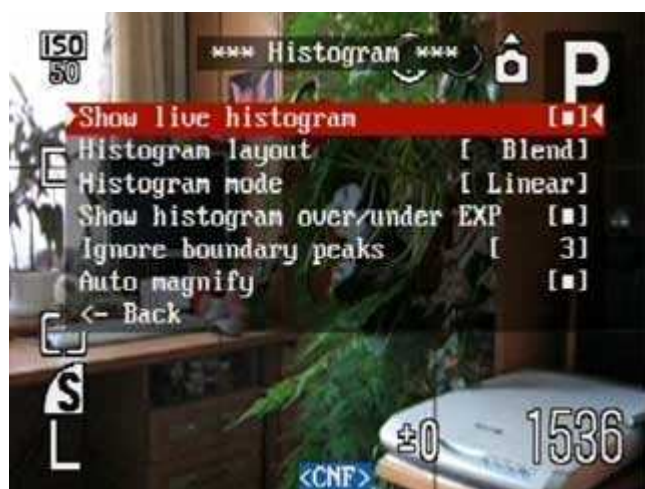 ISO
50
*** Histogram ***
P
Show live histogram [■]
Histogram layout [ Blend]
Histogram mode [ Linear]
Show histogram over/under EXP [■]
Ignore boundary peaks [ 3]
Auto magnify [■]
<- Back
S
L
±0
1536
<CNF>